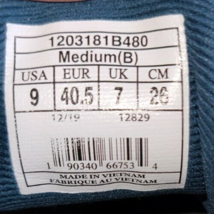 1203181B480
Medium(B)
USA EUR UK CM
9 40.5 7 26
12/19 12829
1 90340 66753 4
MADE IN VIETNAM
FABRIQUE AU VIETNAM